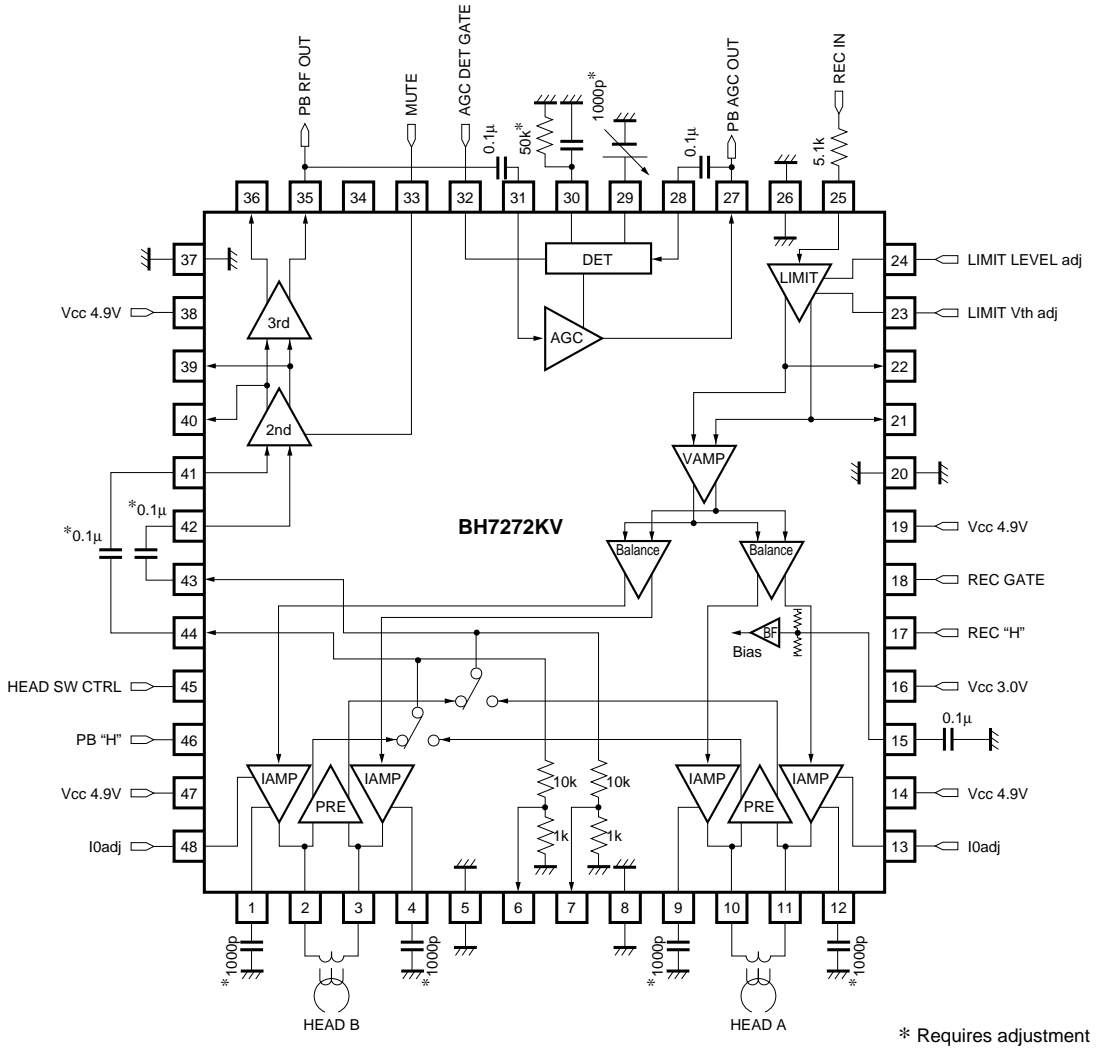 PB RF OUT
MUTE
AGC DET GATE
PB AGC OUT
REC IN
0.1μ
50k*
1000p*
0.1μ
5.1k
36
35
34
33
32
31
30
29
28
27
26
25
37
Vcc 4.9V
38
39
40
41
42
43
44
HEAD SW CTRL
45
PB “H”
46
Vcc 4.9V
47
I0adj
48
*0.1μ
*0.1μ
3rd
2nd
DET
AGC
LIMIT
VAMP
BH7272KV
Balance
Balance
BF
Bias
IAMP
PRE
IAMP
10k
10k
1k
1k
IAMP
PRE
IAMP
24
LIMIT LEVEL adj
23
LIMIT Vth adj
22
21
20
19
Vcc 4.9V
18
REC GATE
17
REC “H”
16
Vcc 3.0V
15
0.1μ
14
Vcc 4.9V
13
I0adj
1
2
3
4
5
6
7
8
9
10
11
12
*1000p
*1000p
*1000p
*1000p
HEAD B
HEAD A
* Requires adjustment